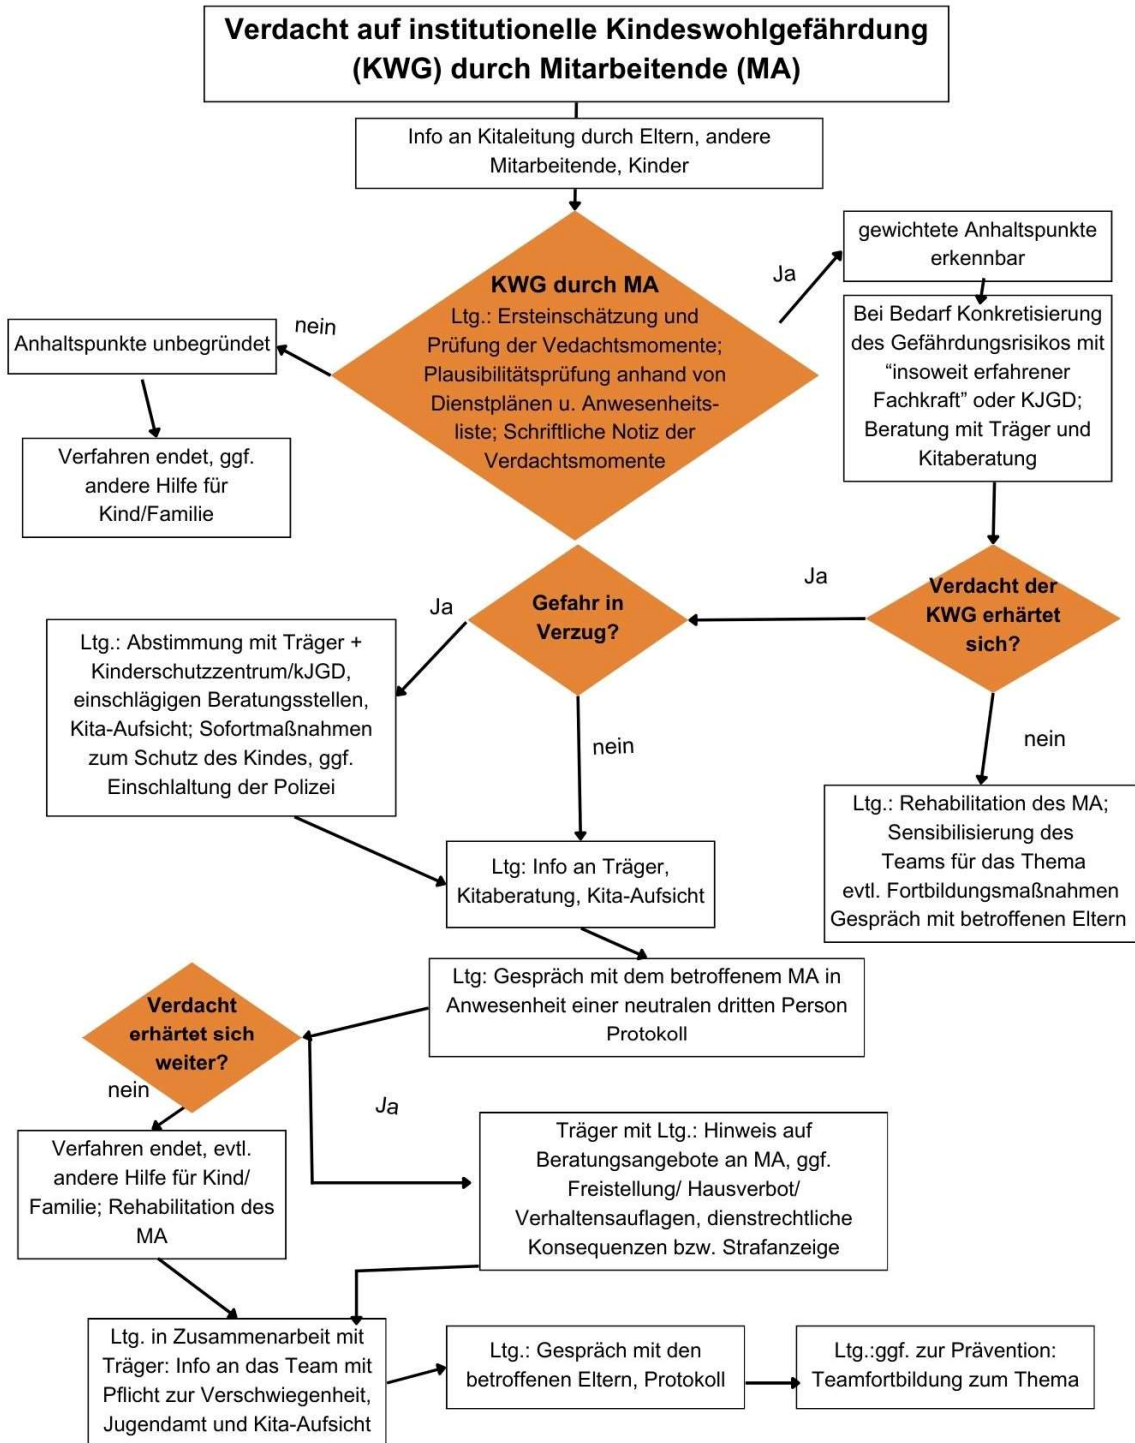 Verdacht auf institutionelle Kindeswohlgefährdung
(KWG) durch Mitarbeitende (MA)
Info an Kitaleitung durch Eltern, andere
Mitarbeitende, Kinder
KWG durch MA
Ltg.: Ersteinschätzung und
Prüfung der Vedachtsmomente;
Plausibilitätsprüfung anhand von
Dienstplänen u. Anwesenheits-
liste; Schriftliche Notiz der
Verdachtsmomente
nein
Anhaltspunkte unbegründet
Verfahren endet, ggf.
andere Hilfe für
Kind/Familie
Ja
gewichtete Anhaltspunkte
erkennbar
Bei Bedarf Konkretisierung
des Gefährdungsrisikos mit
“insoweit erfahrener
Fachkraft” oder KJGD;
Beratung mit Träger und
Kitaberatung
Verdacht der
KWG erhärtet
sich?
Ja
nein
Ltg.: Rehabilitation des MA;
Sensibilisierung des
Teams für das Thema
evtl. Fortbildungsmaßnahmen
Gespräch mit betroffenen Eltern
Gefahr in
Verzug?
Ja
Ltg.: Abstimmung mit Träger +
Kinderschutzzentrum/kJGD,
einschlägigen Beratungsstellen,
Kita-Aufsicht; Sofortmaßnahmen
zum Schutz des Kindes, ggf.
Einschlaltung der Polizei
nein
Ltg: Info an Träger,
Kitaberatung, Kita-Aufsicht
Ltg: Gespräch mit dem betroffenem MA in
Anwesenheit einer neutralen dritten Person
Protokoll
Verdacht
erhärtet sich
weiter?
nein
Verfahren endet, evtl.
andere Hilfe für Kind/
Familie; Rehabilitation des
MA
Ja
Träger mit Ltg.: Hinweis auf
Beratungsangebote an MA, ggf.
Freistellung/ Hausverbot/
Verhaltensauflagen, dienstrechtliche
Konsequenzen bzw. Strafanzeige
Ltg. in Zusammenarbeit mit
Träger: Info an das Team mit
Pflicht zur Verschwiegenheit,
Jugendamt und Kita-Aufsicht
Ltg.: Gespräch mit den
betroffenen Eltern, Protokoll
Ltg.:ggf. zur Prävention:
Teamfortbildung zum Thema